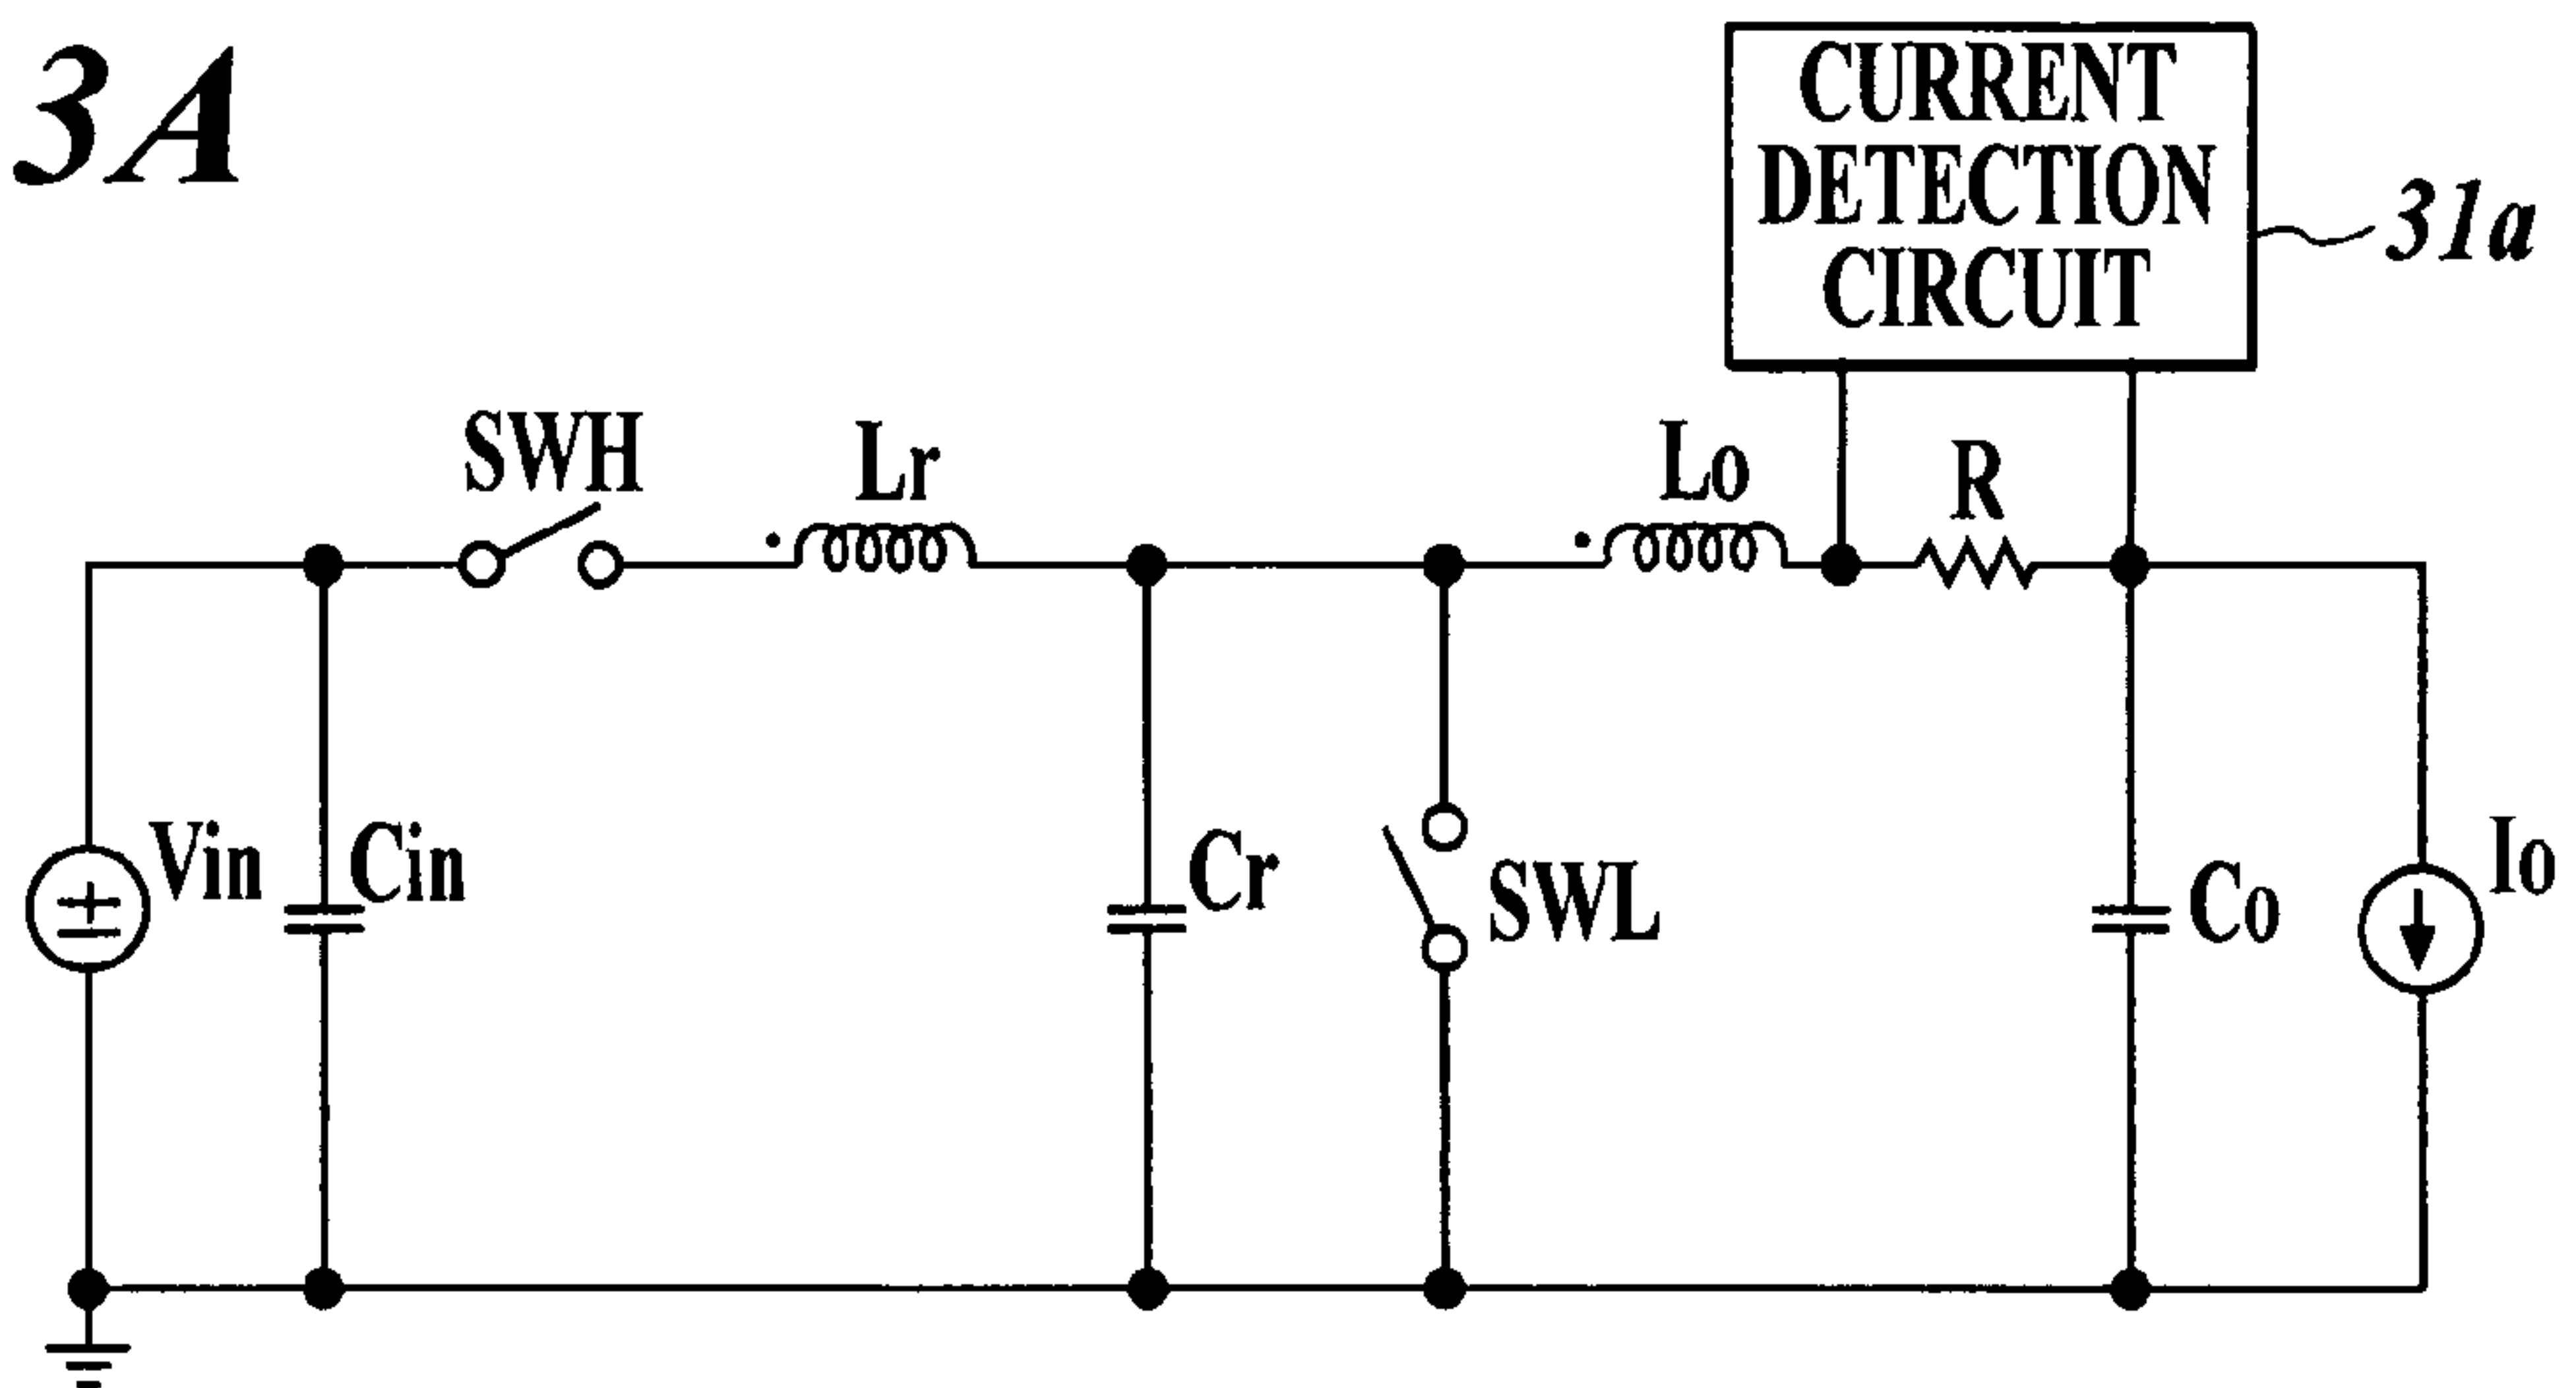 3A
CURRENT
DETECTION
CIRCUIT
31a
SWH
Lr
Lo
R
Vin
Cin
Cr
SWL
Co
Io